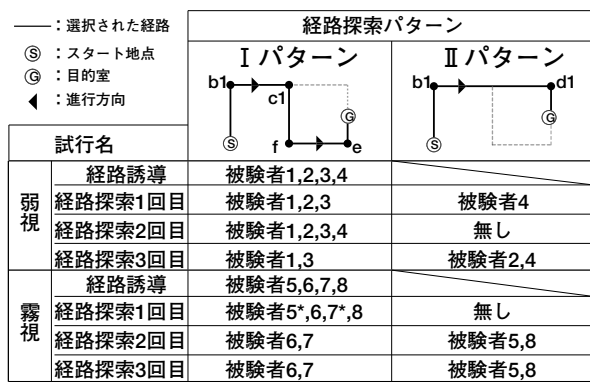 ——：選択された経路
Ⓢ：スタート地点
Ⓖ：目的室
◀：進行方向
経路探索パターン
Ⅰ パターン
Ⅱ パターン
b1
c1
G
S
f
e
b1
d1
G
S
試行名
弱視
経路誘導 被験者1,2,3,4
経路探索1回目 被験者1,2,3 被験者4
経路探索2回目 被験者1,2,3,4 無し
経路探索3回目 被験者1,3 被験者2,4
霧視
経路誘導 被験者5,6,7,8
経路探索1回目 被験者5*,6,7*,8 無し
経路探索2回目 被験者6,7 被験者5,8
経路探索3回目 被験者6,7 被験者5,8